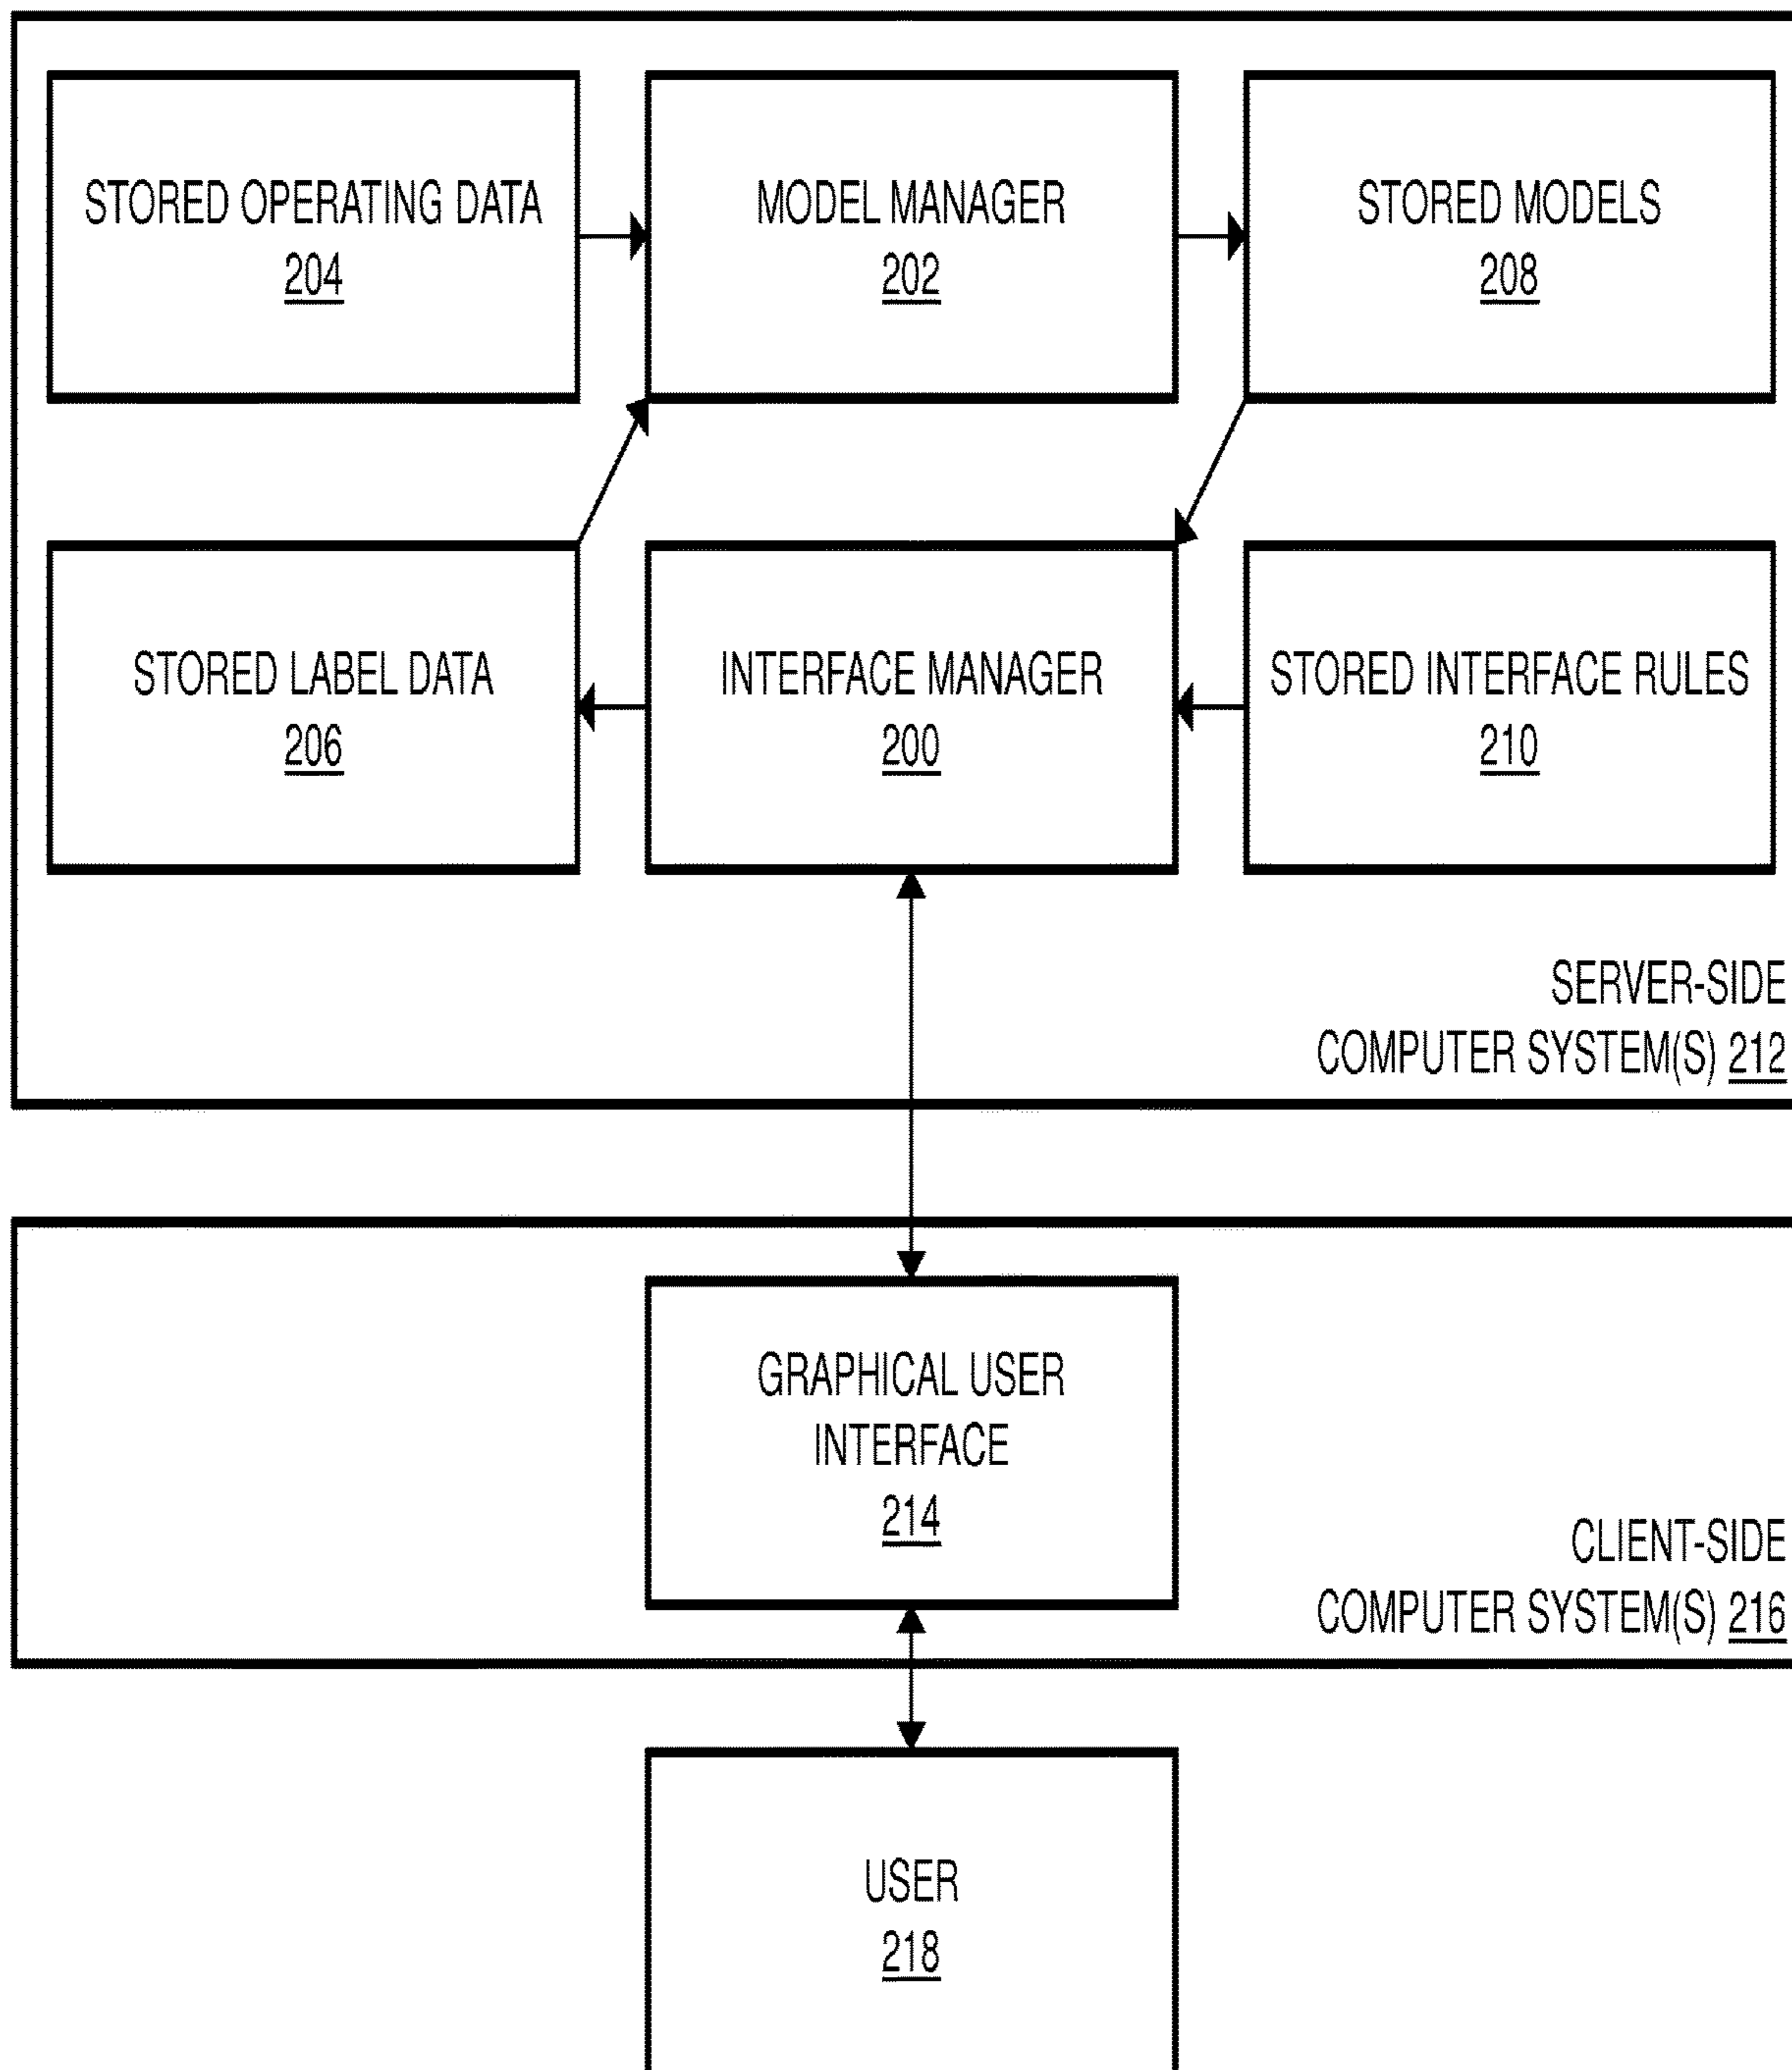 STORED OPERATING DATA
204
MODEL MANAGER
202
STORED MODELS
208
STORED LABEL DATA
206
INTERFACE MANAGER
200
STORED INTERFACE RULES
210
SERVER-SIDE
COMPUTER SYSTEM(S) 212
GRAPHICAL USER
INTERFACE
214
CLIENT-SIDE
COMPUTER SYSTEM(S) 216
USER
218